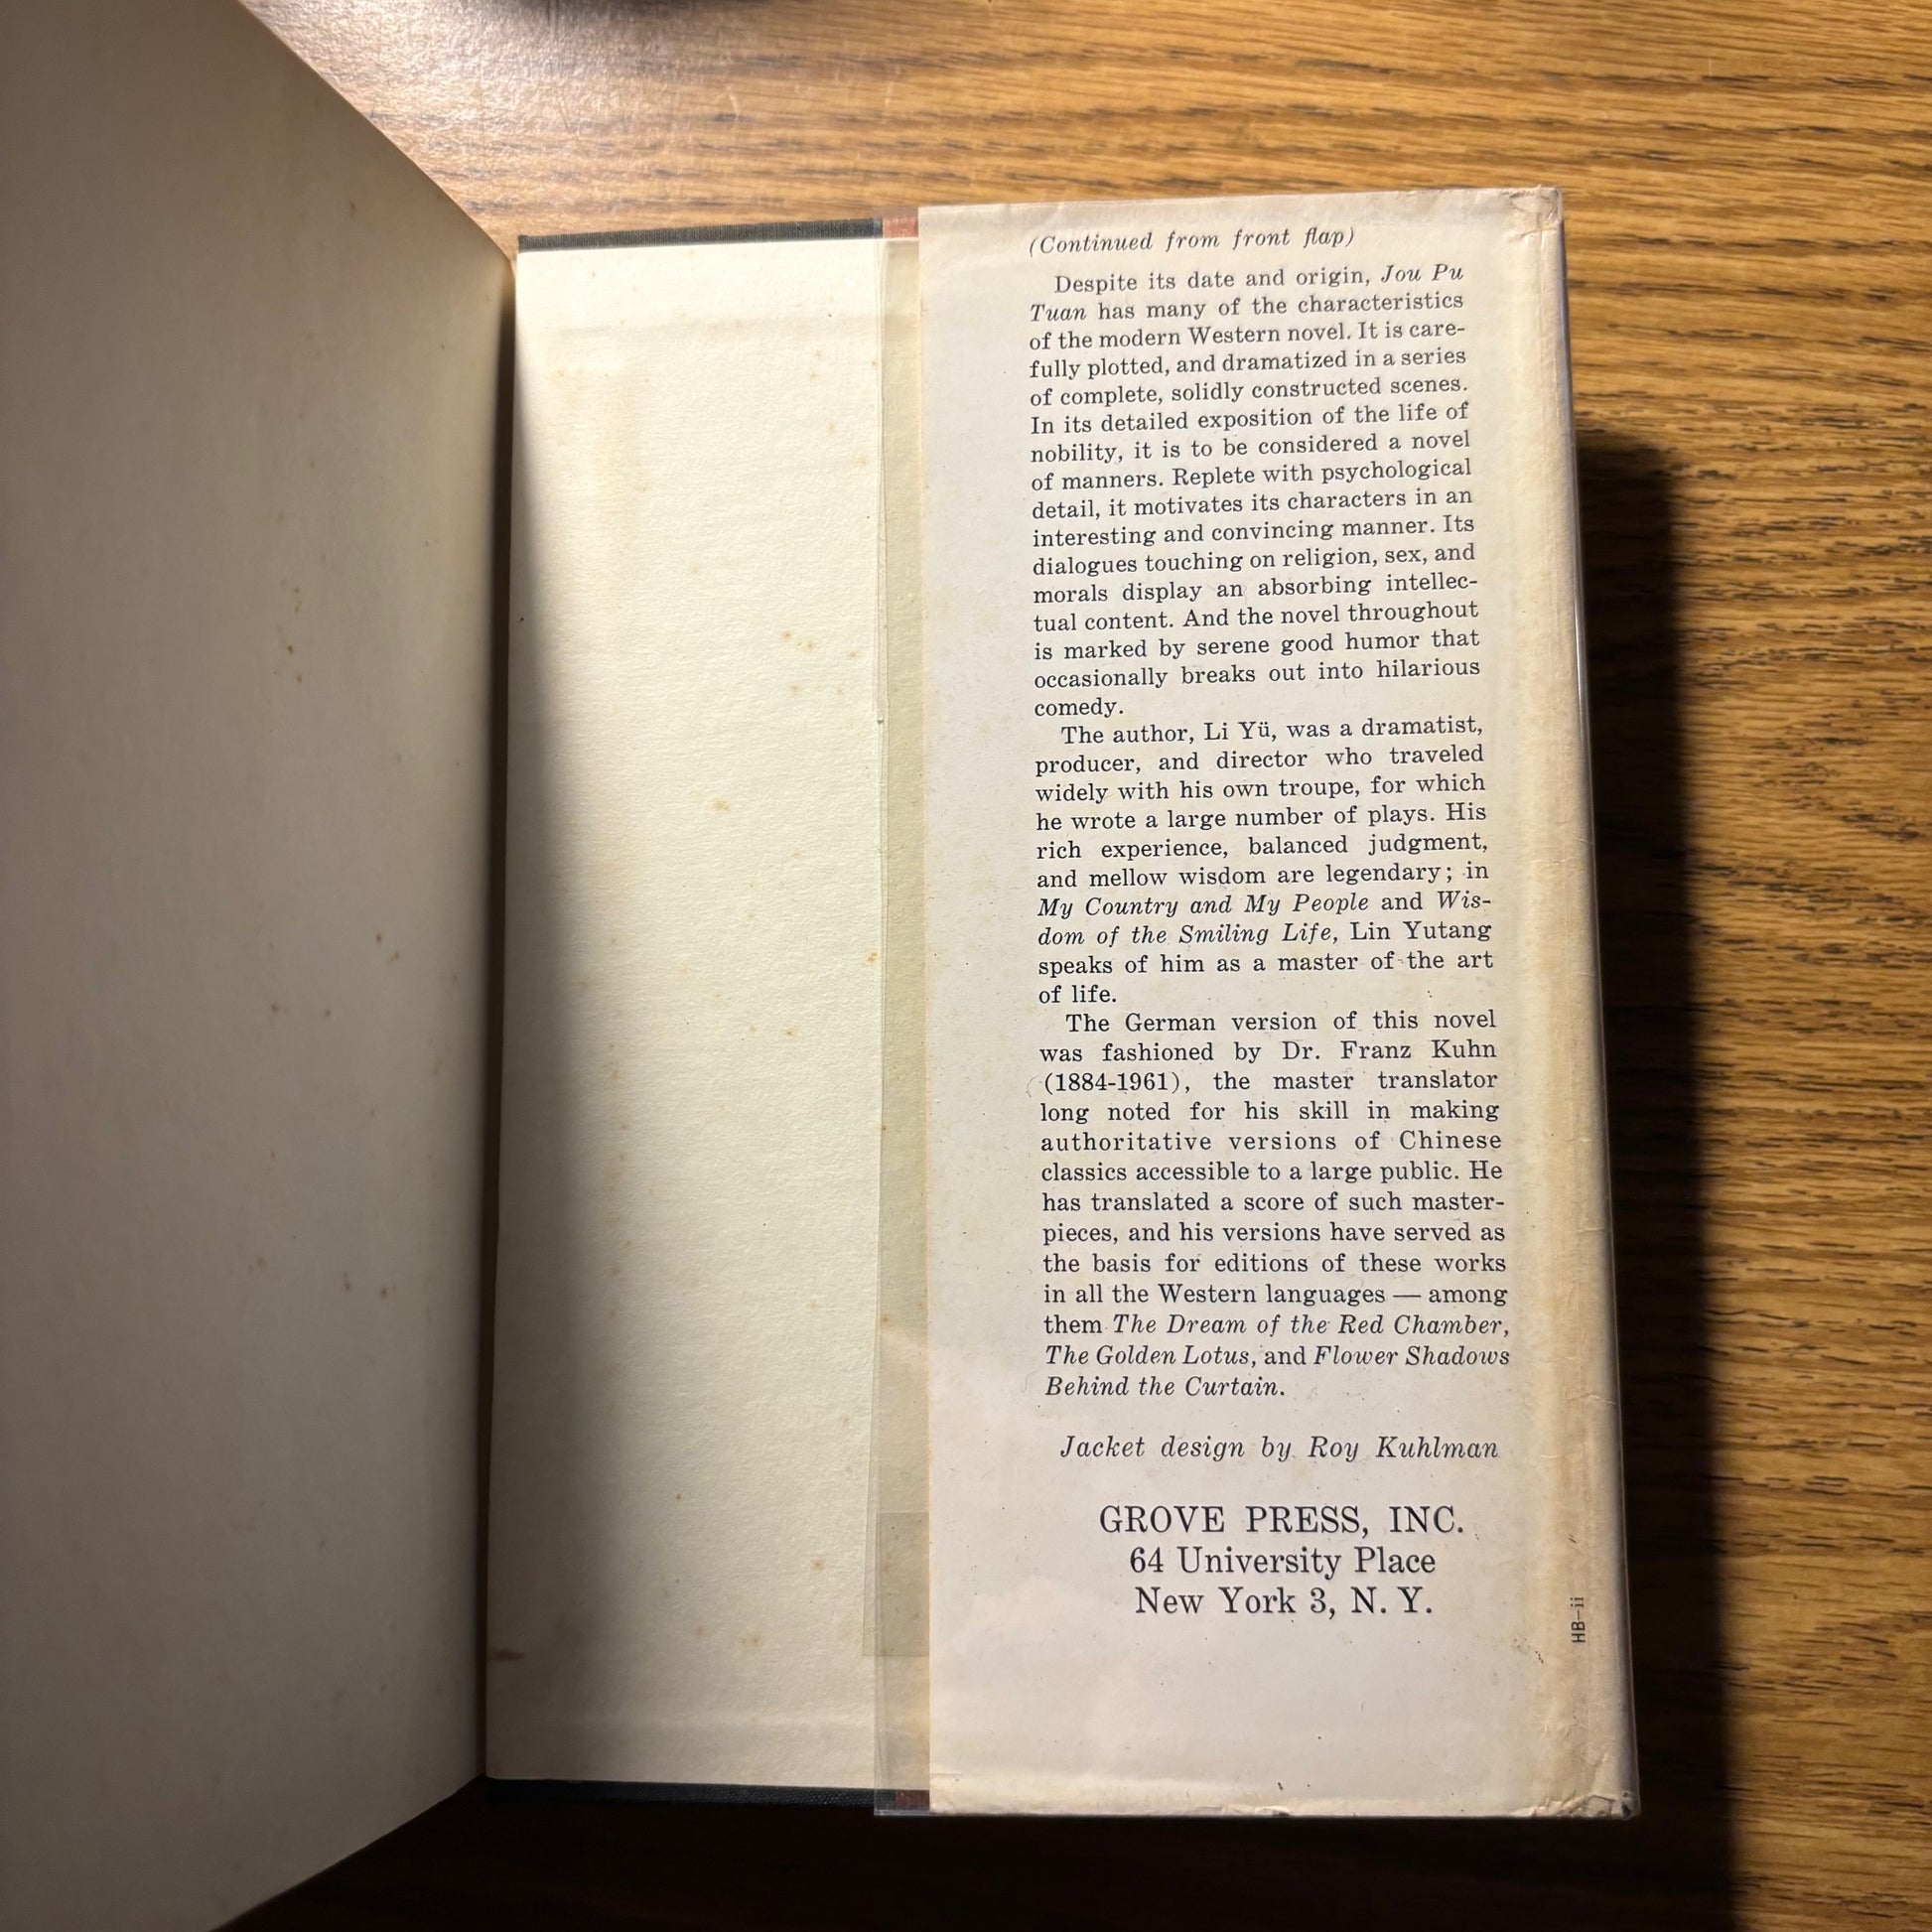 (Continued from front flap)
Despite its date and origin, Jou Pu
Tuan has many of the characteristics
of the modern Western novel. It is care-
fully plotted, and dramatized in a series
of complete, solidly constructed scenes.
In its detailed exposition of the life of
nobility, it is to be considered a novel
of manners. Replete with psychological
detail, it motivates its characters in an
interesting and convincing manner. Its
dialogues touching on religion, sex, and
morals display an absorbing intellec-
tual content. And the novel throughout
is marked by serene good humor that
occasionally breaks out into hilarious
comedy.
The author, Li Yü, was a dramatist,
producer, and director who traveled
widely with his own troupe, for which
he wrote a large number of plays. His
rich experience, balanced judgment,
and mellow wisdom are legendary; in
My Country and My People and Wis-
dom of the Smiling Life, Lin Yutang
speaks of him as a master of the art
of life.
The German version of this novel
was fashioned by Dr. Franz Kuhn
(1884-1961), the master translator
long noted for his skill in making
authoritative versions of Chinese
classics accessible to a large public. He
has translated a score of such master-
pieces, and his versions have served as
the basis for editions of these works
in all the Western languages — among
them The Dream of the Red Chamber,
The Golden Lotus, and Flower Shadows
Behind the Curtain.
Jacket design by Roy Kuhlman
GROVE PRESS, INC.
64 University Place
New York 3, N. Y.
HB-ii